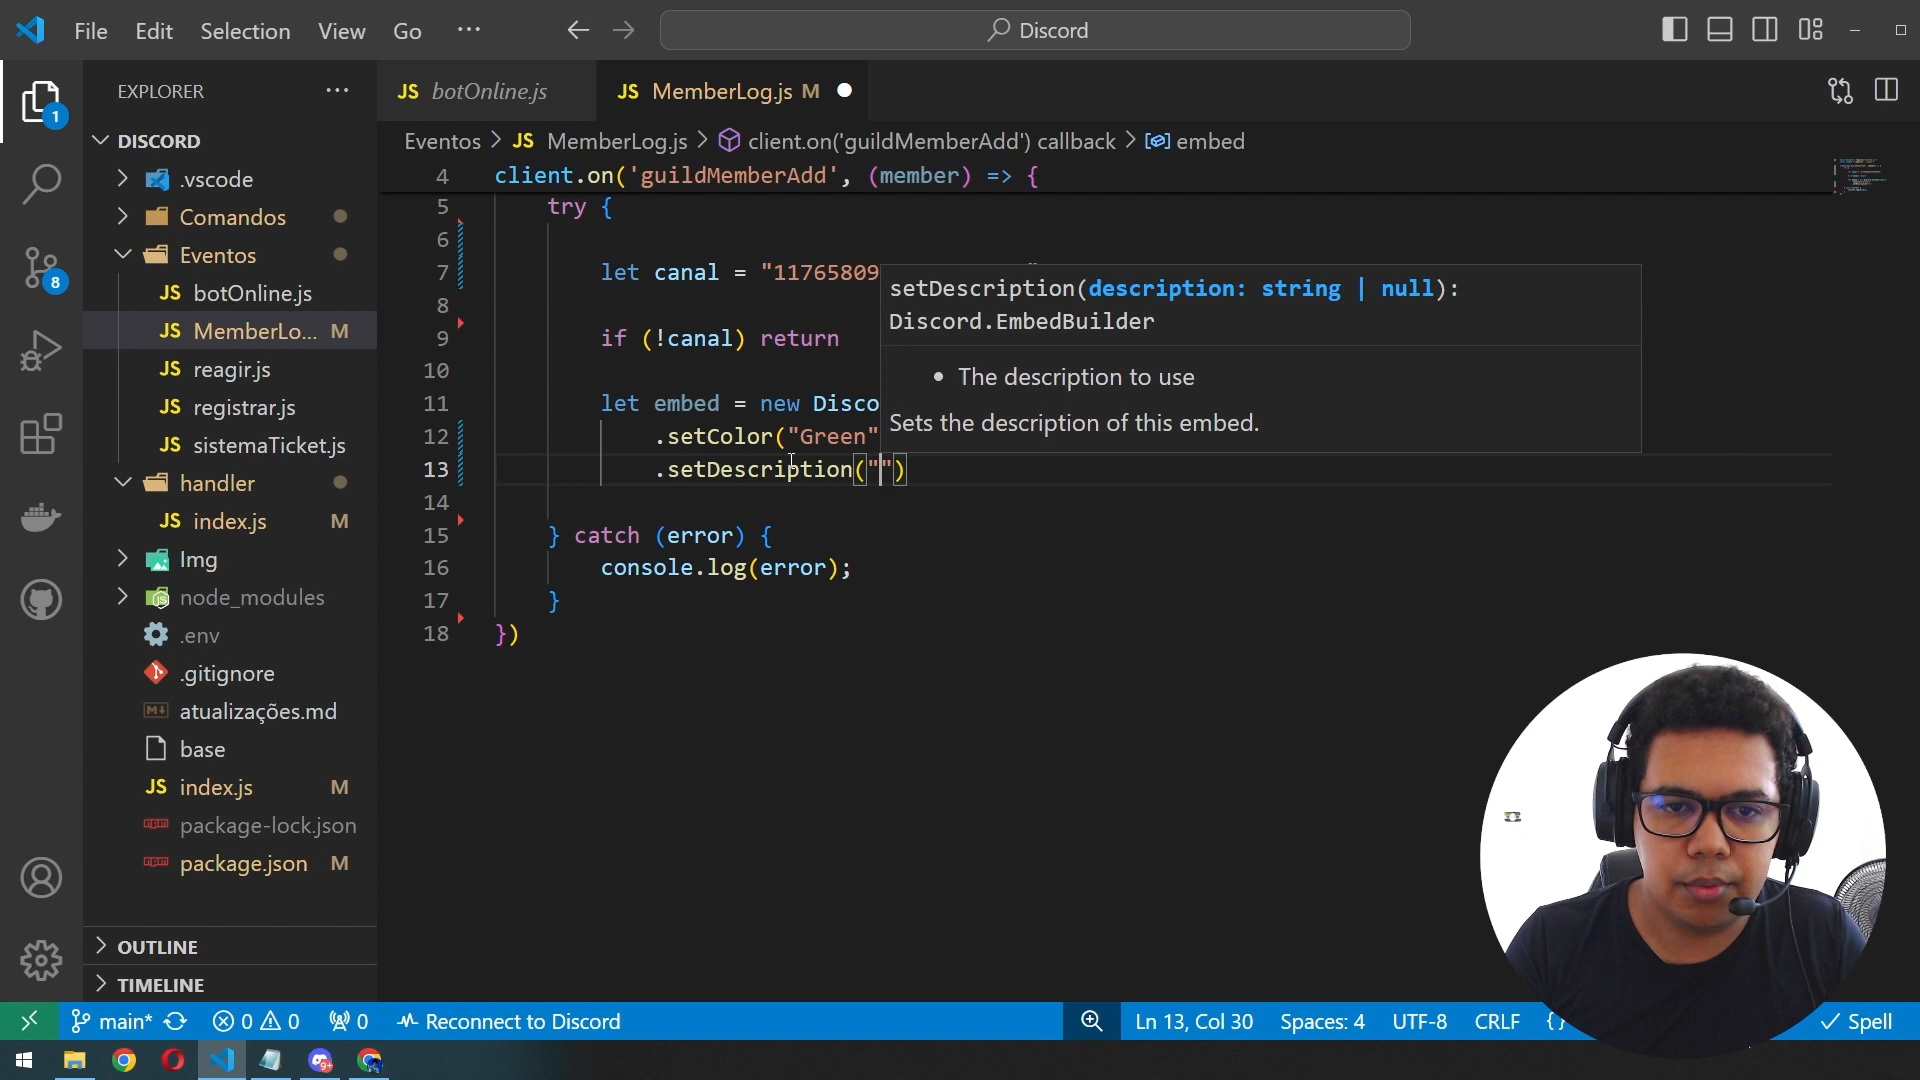 File Edit Selection View Go ··· Discord
EXPLORER ···
DISCORD
.vscode
Comandos
Eventos
JS botOnline.js
JS MemberLo... M
JS reagir.js
JS registrar.js
JS sistemaTicket.js
handler
JS index.js M
Img
node_modules
.env
.gitignore
atualizações.md
base
JS index.js M
package-lock.json
package.json M
OUTLINE
TIMELINE
1
8
JS botOnline.js JS MemberLog.js M
Eventos > JS MemberLog.js > client.on('guildMemberAdd') callback > embed
4 client.on('guildMemberAdd', (member) => {
5 try {
6
7 let canal = "11765809
8
9 if (!canal) return
10
11 let embed = new Disco
12 .setColor("Green"
13 .setDescription("")
14
15 } catch (error) {
16 console.log(error);
17 }
18 })
setDescription(description: string | null):
Discord.EmbedBuilder
• The description to use
Sets the description of this embed.
main* 0 0 0 Reconnect to Discord Ln 13, Col 30 Spaces: 4 UTF-8 CRLF {} Spell
9+